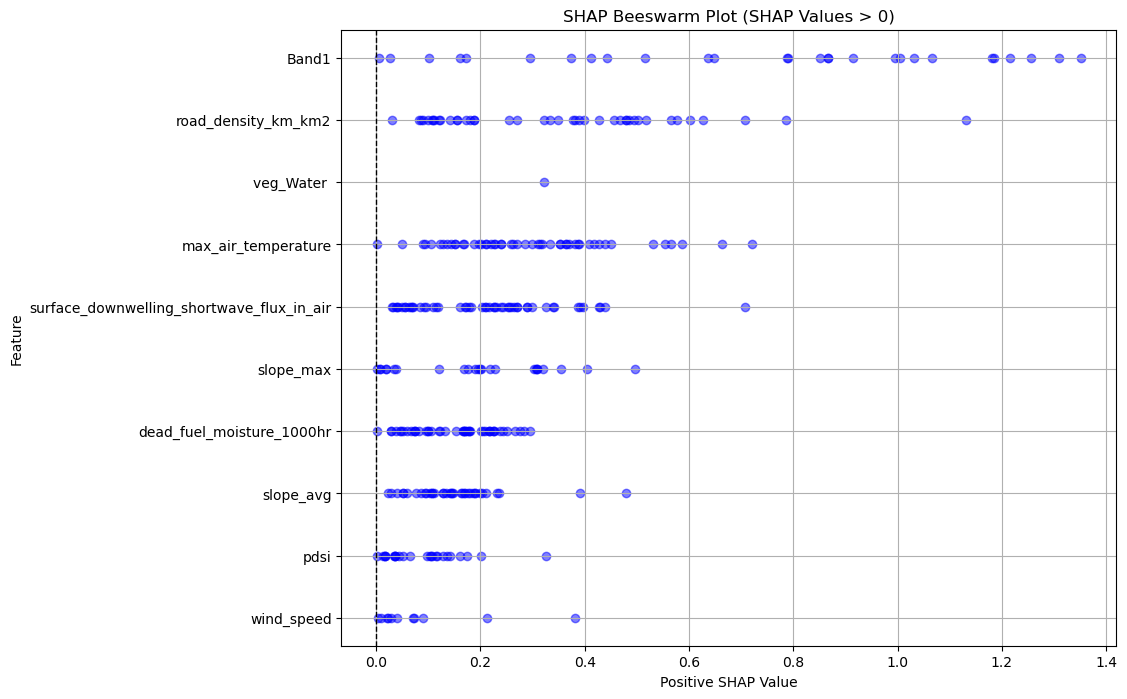 SHAP Beeswarm Plot (SHAP Values > 0)
Feature
Band1
road_density_km_km2
veg_Water
max_air_temperature
surface_downwelling_shortwave_flux_in_air
slope_max
dead_fuel_moisture_1000hr
slope_avg
pdsi
wind_speed
0.0 0.2 0.4 0.6 0.8 1.0 1.2 1.4
Positive SHAP Value